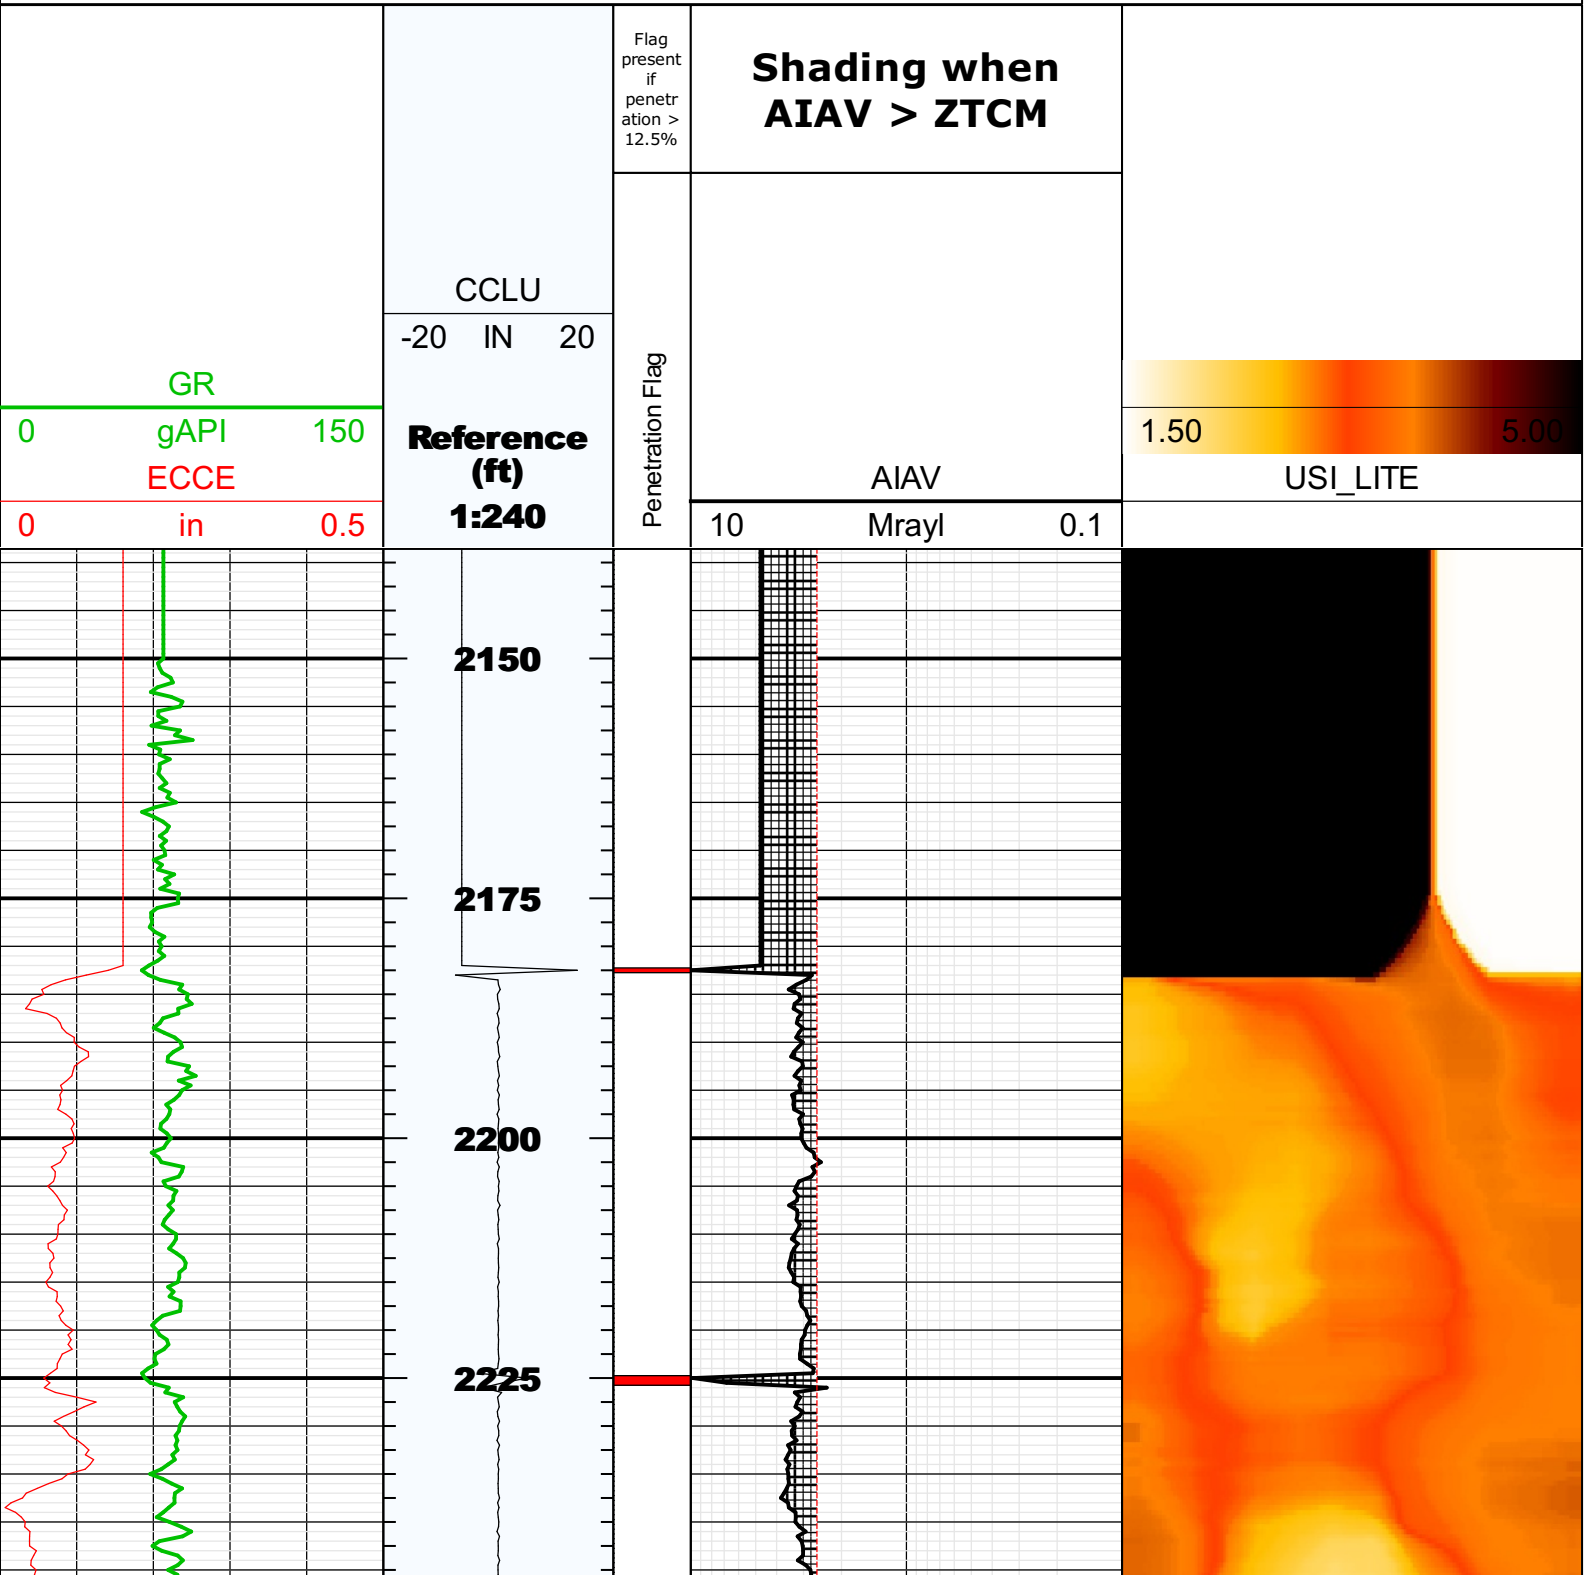 GR
0 gAPI 150
ECCE
0 in 0.5
CCLU
-20 IN 20
Reference
(ft)
1:240
Flag
present
if
penetr
ation >
12.5%
Penetration Flag
Shading when
AIAV > ZTCM
AIAV
10 Mrayl 0.1
1.50 5.00
USI_LITE
2150
2175
2200
2225